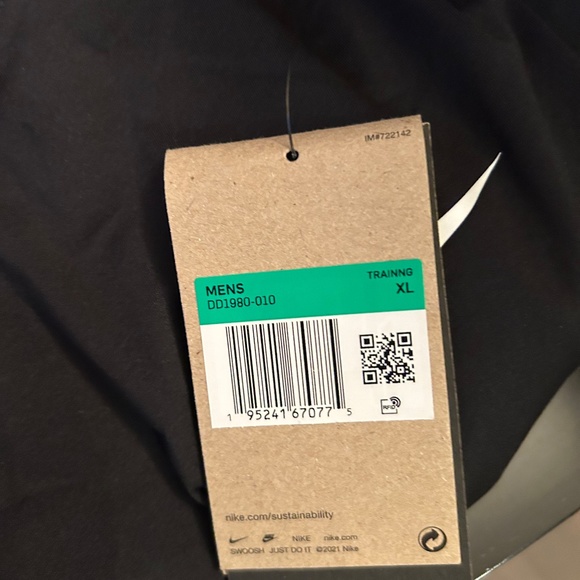 IM#722142
MENS
TRAINNG
DD1980-010
XL
1 95241 67077 5
RFID
nike.com/sustainability
NIKE nike.com
SWOOSH JUST DO IT ©2021 Nike